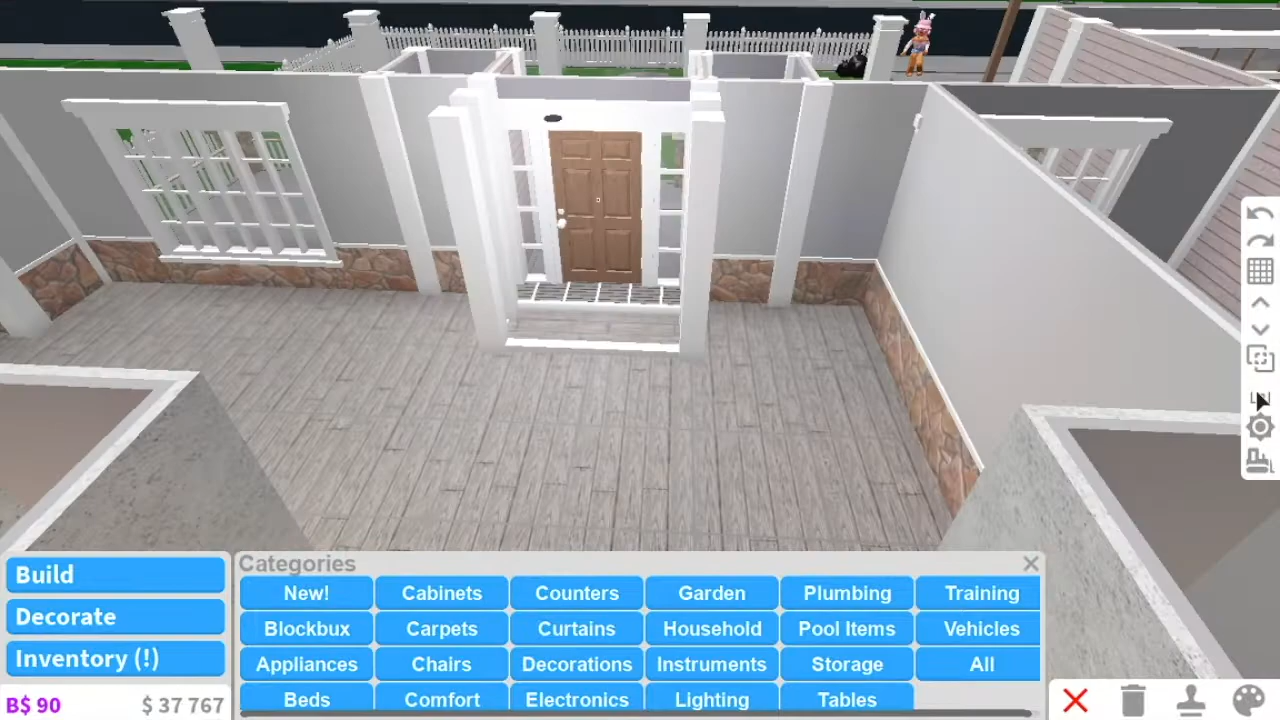 Categories
New! Cabinets Counters Garden Plumbing Training
Blockbux Carpets Curtains Household Pool Items Vehicles
Appliances Chairs Decorations Instruments Storage All
Beds Comfort Electronics Lighting Tables
Build
Decorate
Inventory (!)
B$ 90 $ 37 767